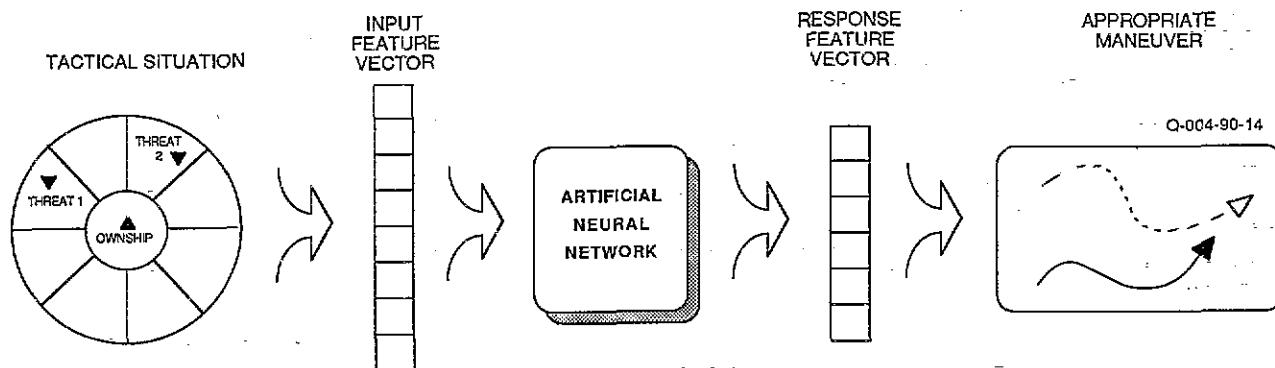 TACTICAL SITUATION
THREAT
2
THREAT 1
OWNSHIP
INPUT
FEATURE
VECTOR
ARTIFICIAL
NEURAL
NETWORK
RESPONSE
FEATURE
VECTOR
APPROPRIATE
MANEUVER
Q-004-90-14